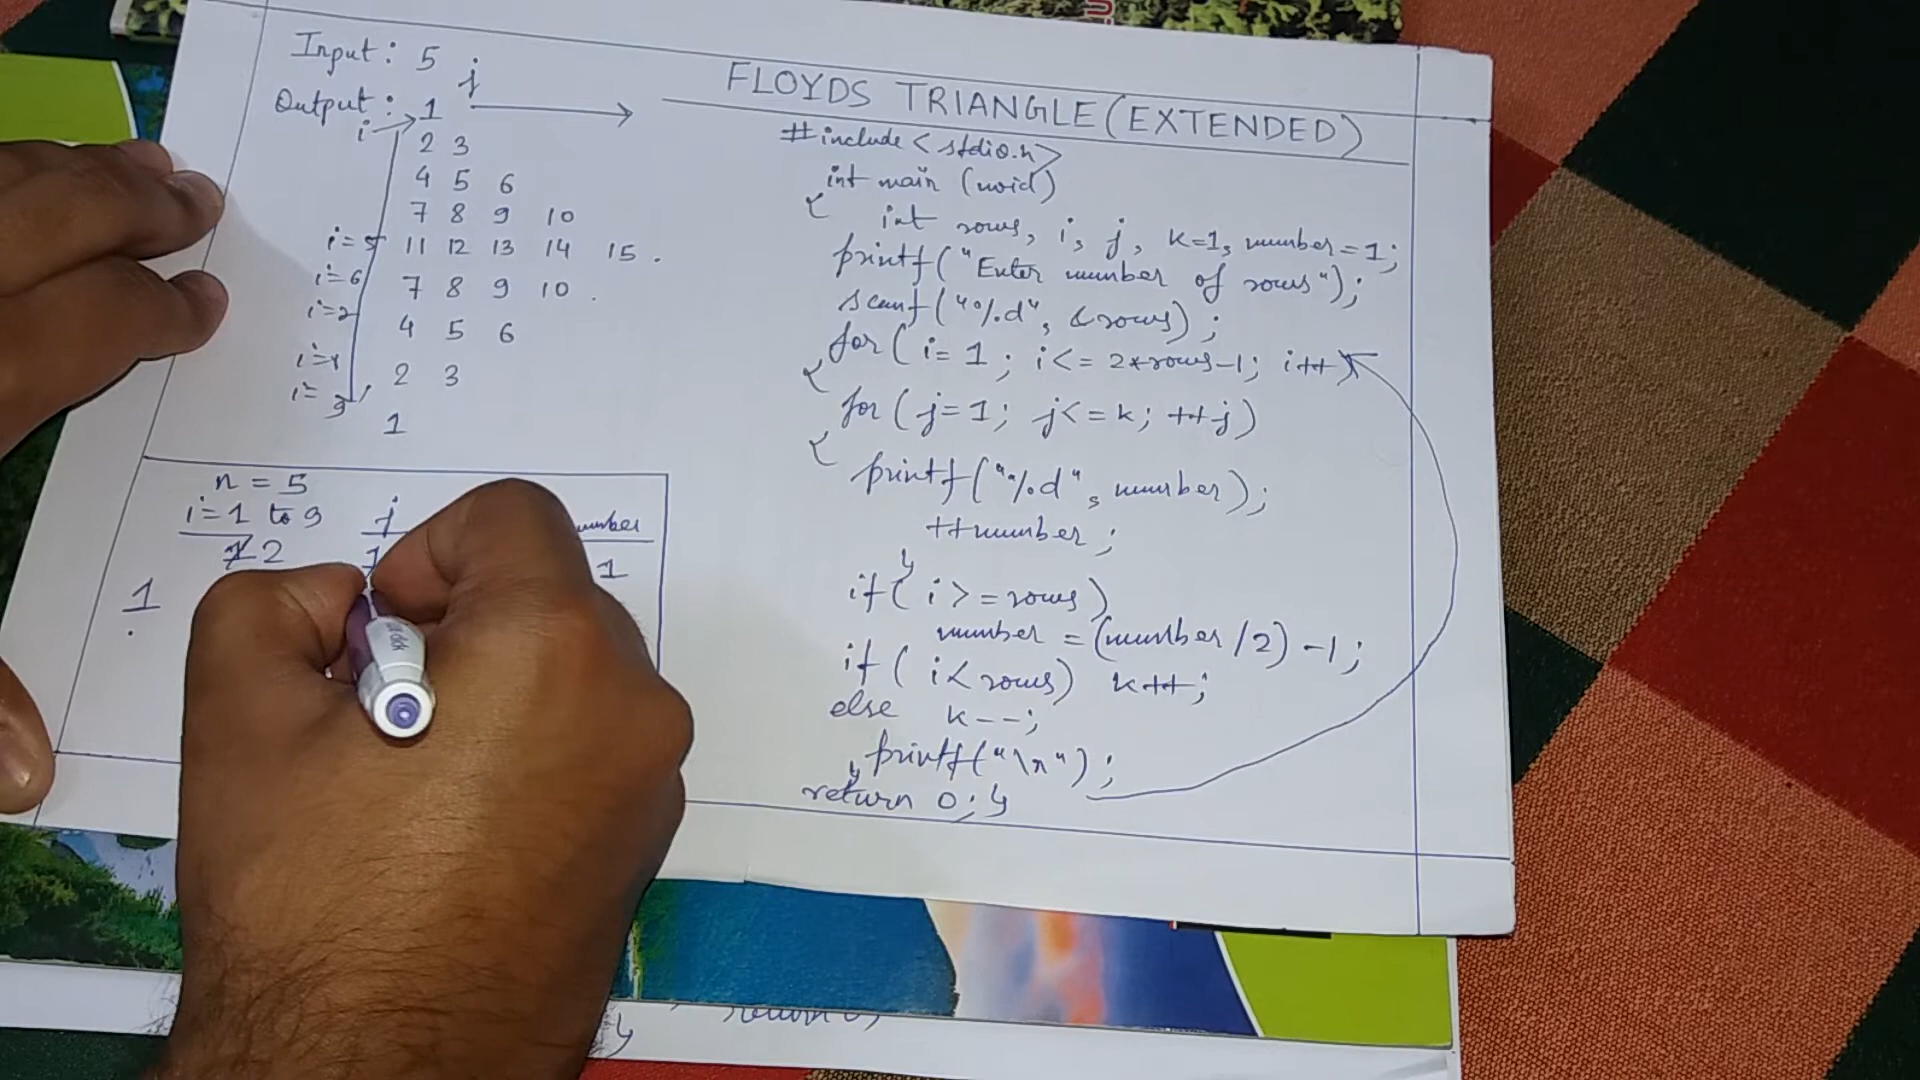 Input : 5
j
Output : 1
i
2 3
4 5 6
7 8 9 10
i=5 11 12 13 14 15 .
i=6 7 8 9 10 .
4 5 6
2 3
1
n = 5
i=1 to 9 j number
1 2 1 1
1
FLOYDS TRIANGLE (EXTENDED)
#include <stdio.h>
int main (void)
{ int rows, i, j, k=1, number=1;
printf("Enter number of rows");
scanf("%d", &rows);
for ( i= 1 ; i<= 2*rows-1; i++)
{ for ( j=1; j<=k; ++j)
{ printf("%d", number);
++number ;
}
if( i>=rows)
number = (number/2) -1;
if ( i<rows) k++;
else k--;
printf("\n");
}
return 0; }